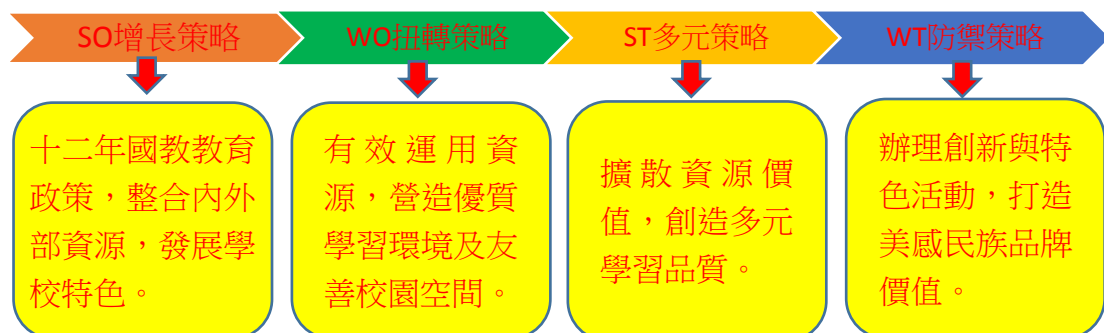 SO增長策略
WO扭轉策略
ST多元策略
WT防禦策略
十二年國教教育
政策，整合內外
部資源，發展學
校特色。
有效運用資
源，營造優質
學習環境及友
善校園空間。
擴散資源價
值，創造多元
學習品質。
辦理創新與特
色活動，打造
美感民族品牌
價值。